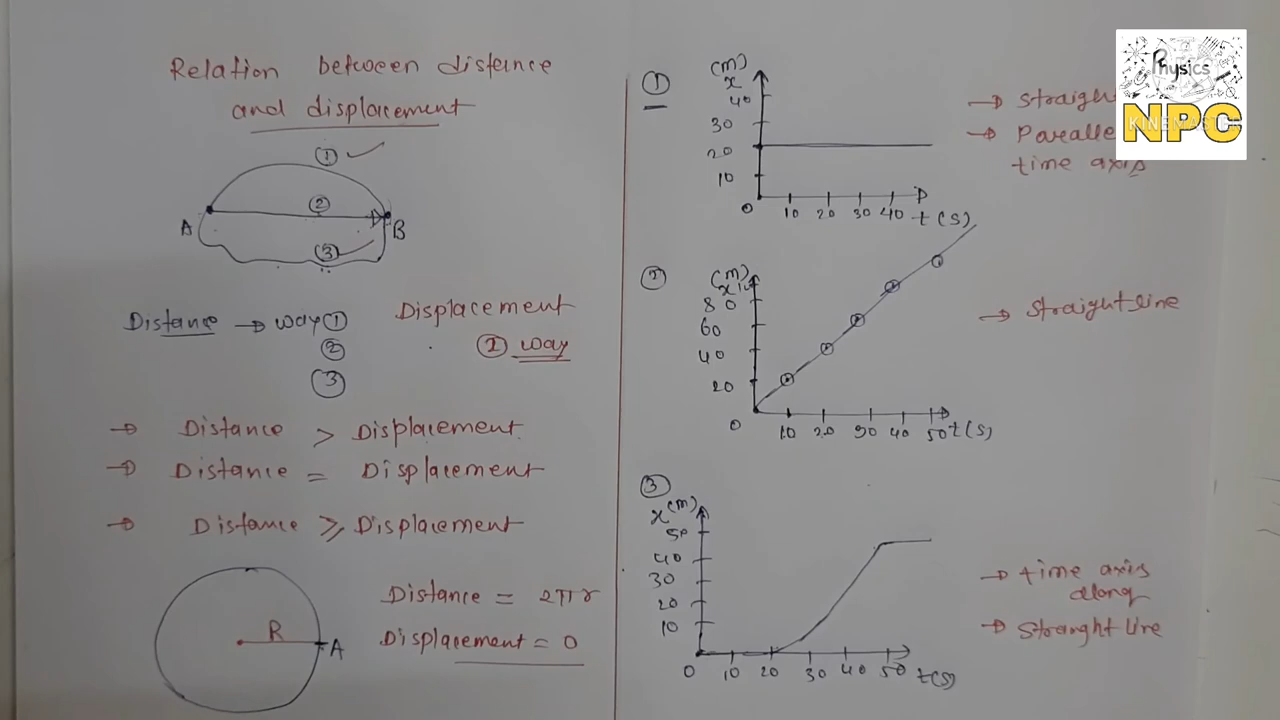 Relation between distance
and displacement
①
②
③
A
B
Distance → way ①
②
③
Displacement
① way
→ Distance > Displacement
→ Distance = Displacement
→ Distance ≥ Displacement
R
A
Distance = 2πr
Displacement = 0
①
(m)
x
40
30
20
10
0
10 20 30 40 t(s)
→ straight
→
time axis
②
(m)
x
80
60
40
20
0
10 20 30 40 50 t(s)
→ straight line
③
x (m)
50
40
30
20
10
0 10 20 30 40 50 t(s)
→ time axis
along
→ straight line
Physics
NPC
KINEMASTER